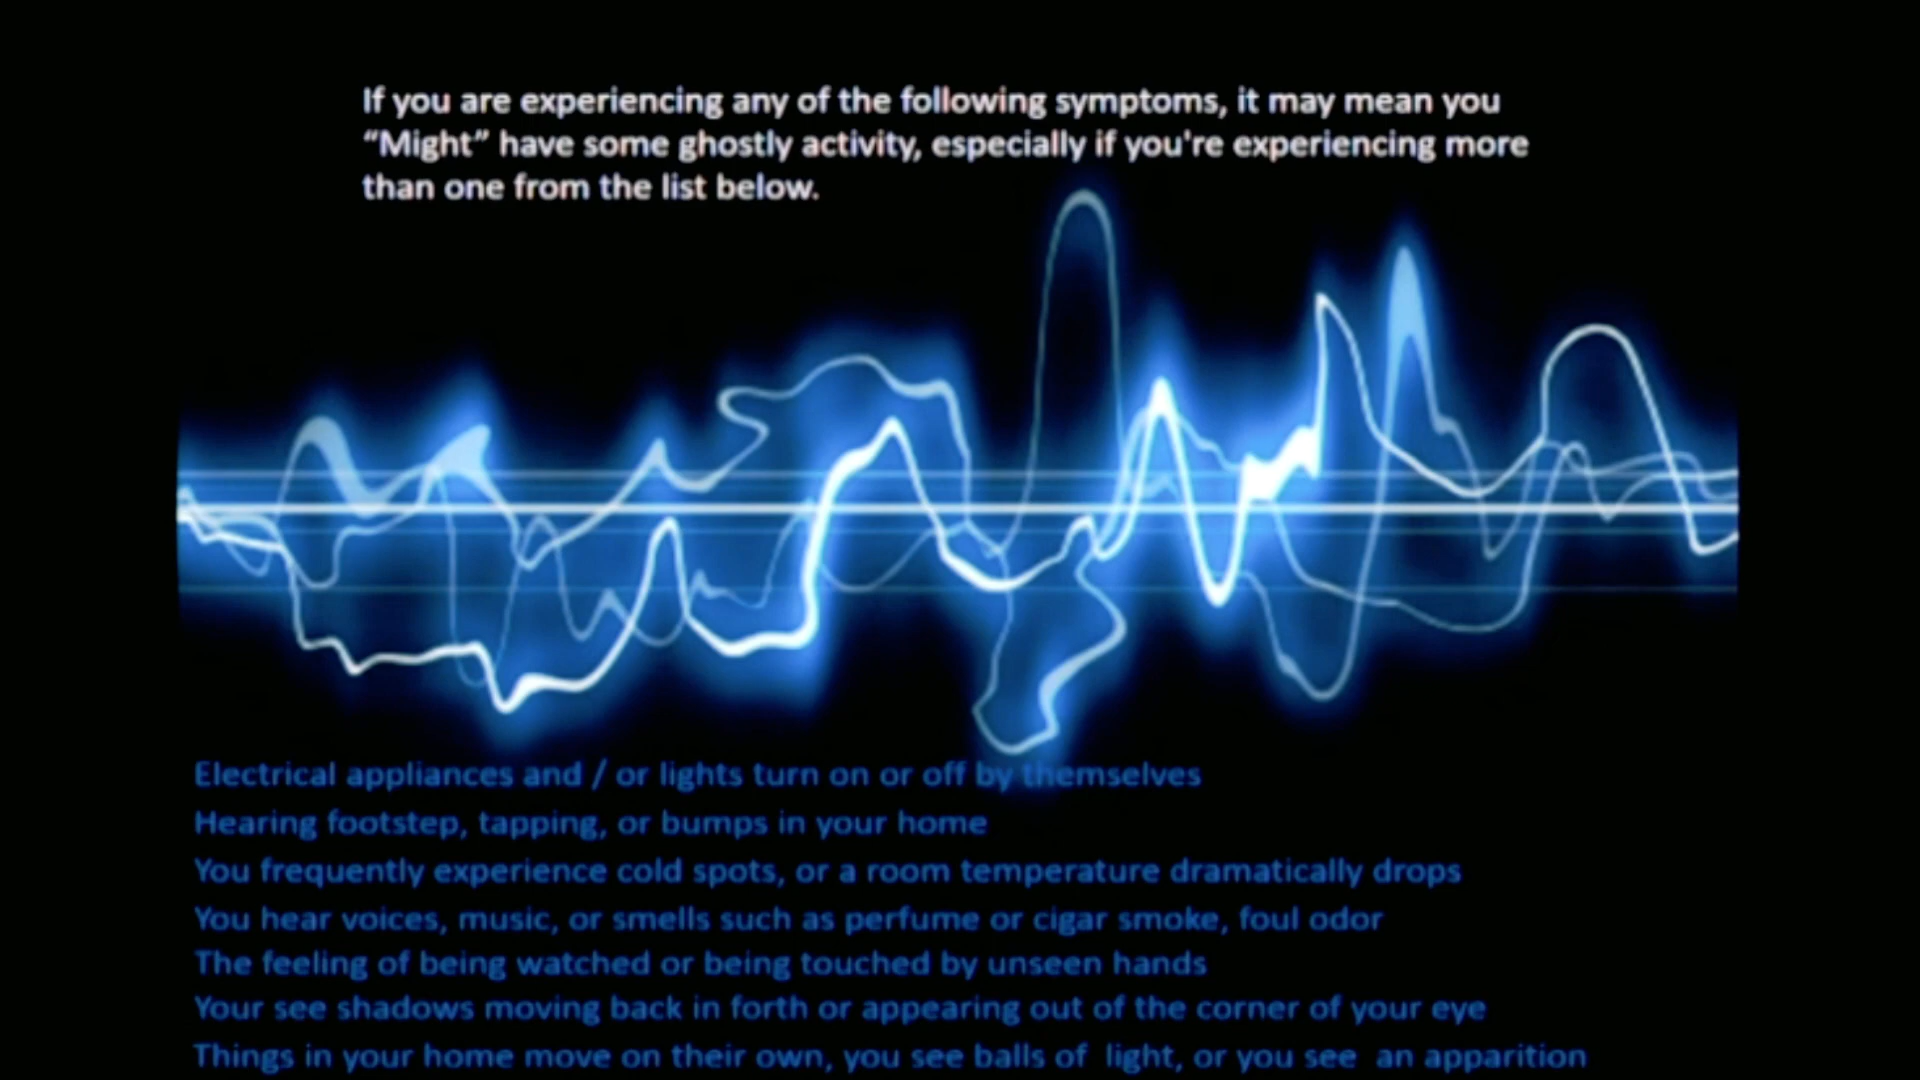 If you are experiencing any of the following symptoms, it may mean you
“Might” have some ghostly activity, especially if you're experiencing more
than one from the list below.
Electrical appliances and / or lights turn on or off by themselves
Hearing footstep, tapping, or bumps in your home
You frequently experience cold spots, or a room temperature dramatically drops
You hear voices, music, or smells such as perfume or cigar smoke, foul odor
The feeling of being watched or being touched by unseen hands
Your see shadows moving back in forth or appearing out of the corner of your eye
Things in your home move on their own, you see balls of light, or you see an apparition